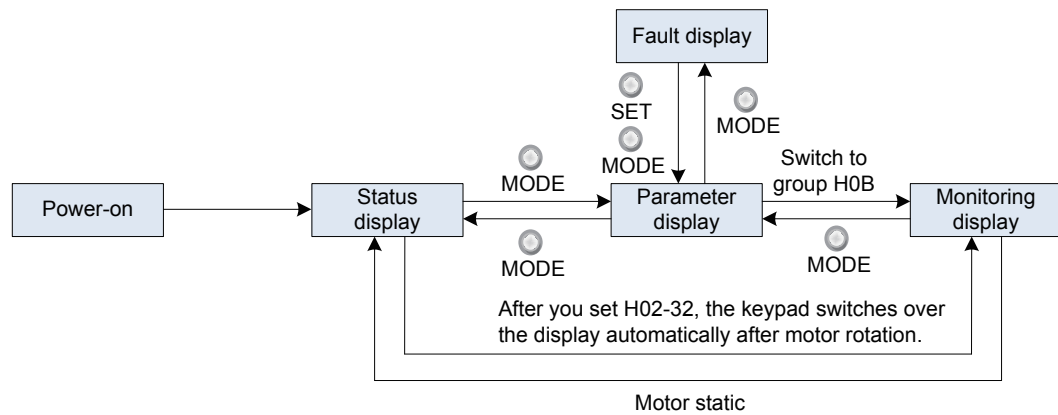 Fault display
SET
MODE
MODE
MODE
Switch to
group H0B
Power-on
Status
display
Parameter
display
Monitoring
display
MODE
MODE
After you set H02-32, the keypad switches over
the display automatically after motor rotation.
Motor static